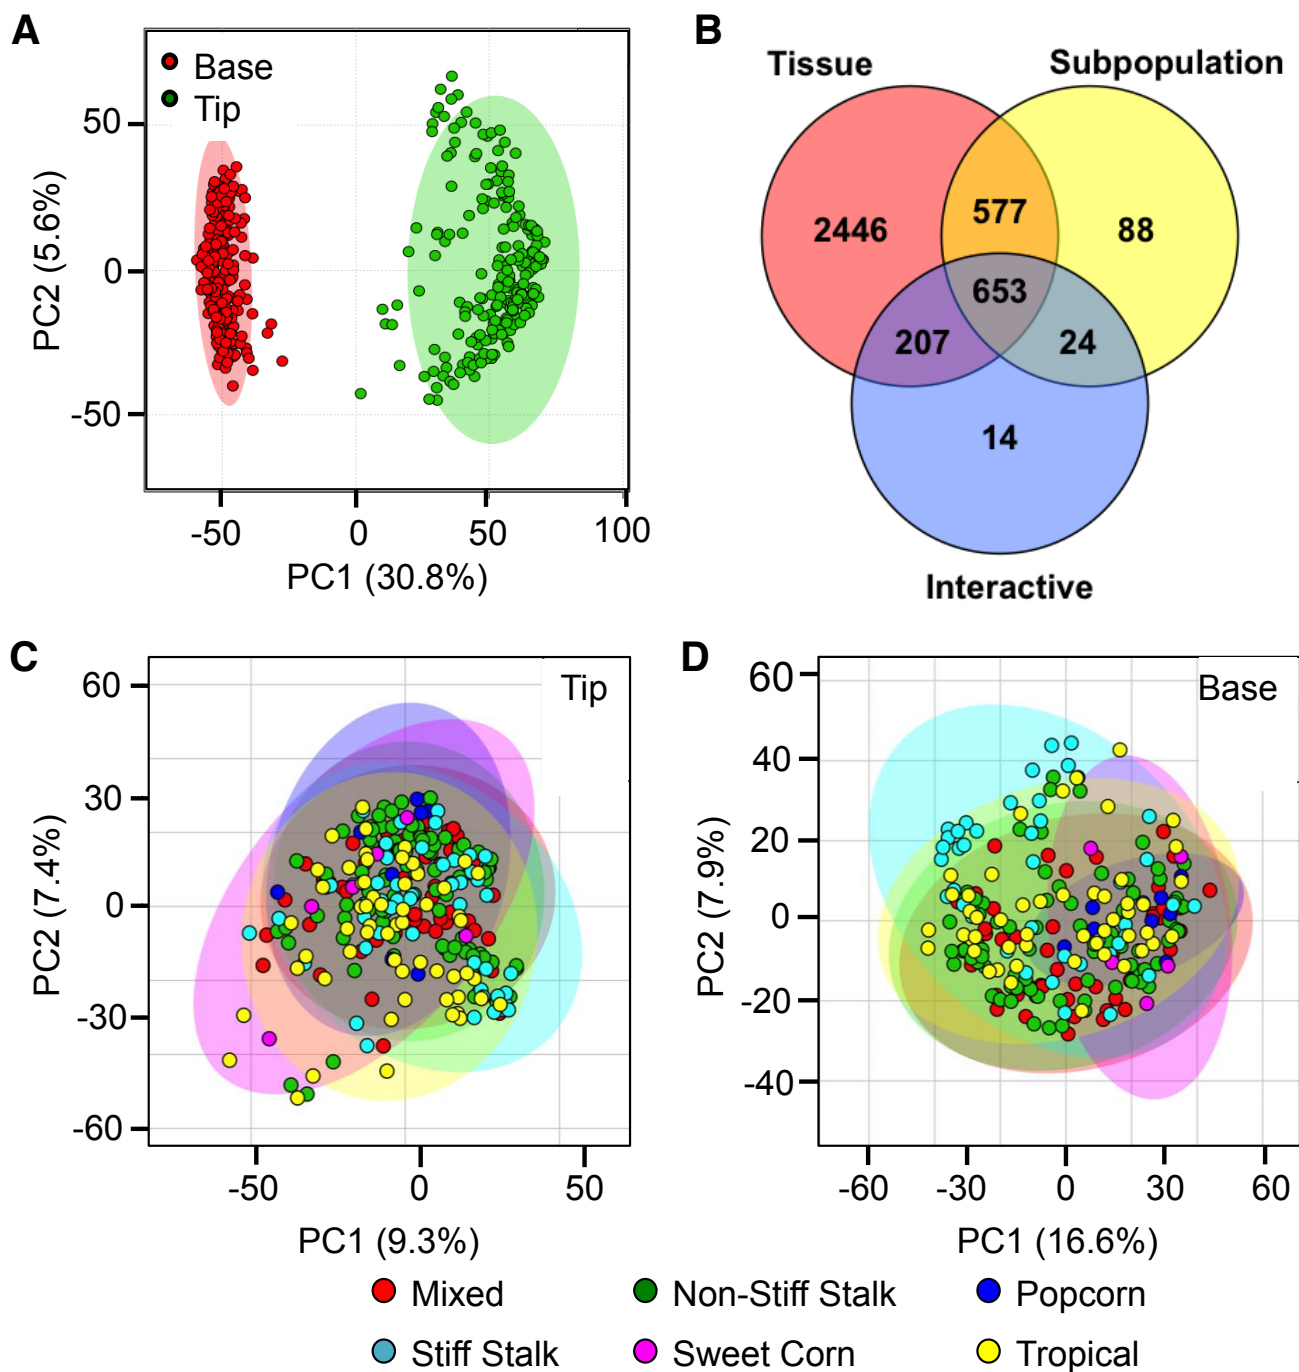 A
Base
Tip
50
0
-50
PC2 (5.6%)
-50
0
50
100
PC1 (30.8%)
B
Tissue
Subpopulation
2446
577
88
653
207
24
14
Interactive
C
Tip
60
30
0
-30
-60
PC2 (7.4%)
-50
0
50
PC1 (9.3%)
D
Base
60
40
20
0
-20
-40
PC2 (7.9%)
-60
-30
0
30
60
PC1 (16.6%)
Mixed
Non-Stiff Stalk
Popcorn
Stiff Stalk
Sweet Corn
Tropical